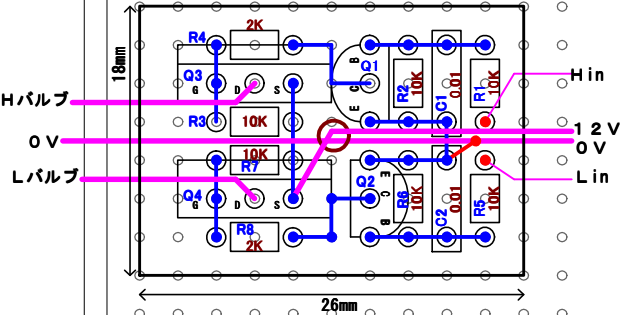 R4
2K
Q1
B
C
E
R2
10K
C1
0.01
R1
10K
Hin
18mm
Q3
G
D
S
Hバルブ
R3
10K
12V
0V
0V
10K
R7
Lバルブ
Q4
G
D
S
Q2
E
C
B
R6
10K
C2
0.01
R5
10K
Lin
R8
2K
26mm